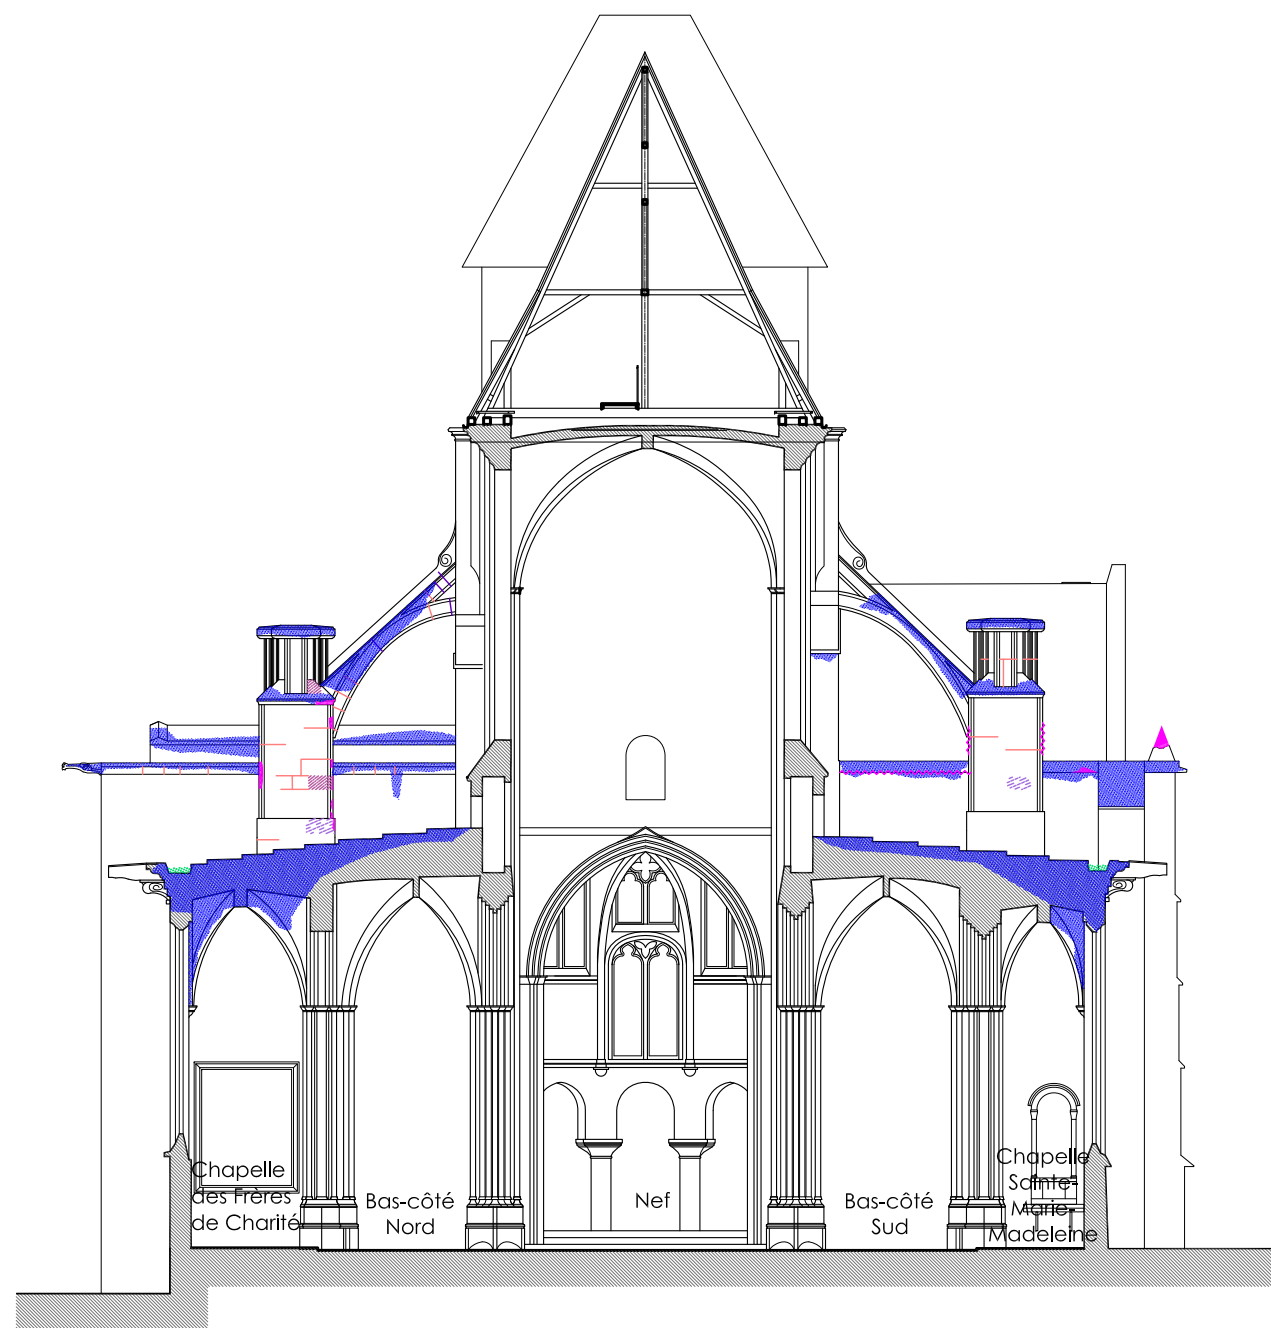 Chapelle
des Frères
de Charité
Bas-côté
Nord
Nef
Bas-côté
Sud
Chapelle
Sainte-
Marie-
Madeleine